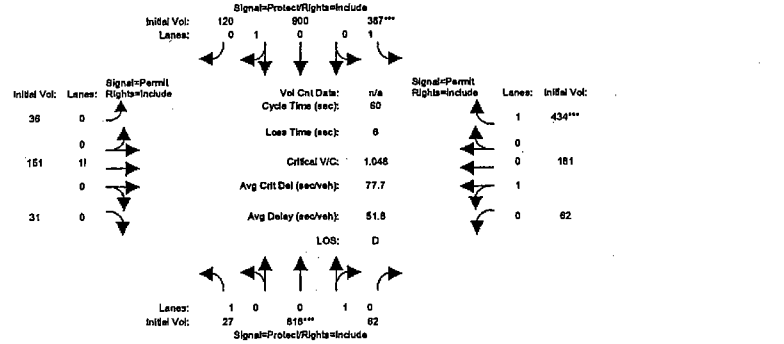 Signal=Protect/Rights=Include
Initial Vol: 120 900 387***
Lanes: 0 1 0 0 1
Signal=Permit
Initial Vol: Lanes: Rights=Include
Vol Cnt Date: n/a
Cycle Time (sec): 60
Signal=Permit
Rights=Include Lanes: Initial Vol:
36 0
1 434***
0
Loss Time (sec): 6
0
151 1!
Critical V/C: 1.048
0 181
0
Avg Crit Del (sec/veh): 77.7
1
31 0
Avg Delay (sec/veh): 51.8
0 62
LOS: D
Lanes: 1 0 0 1 0
Initial Vol: 27 618*** 62
Signal=Protect/Rights=Include